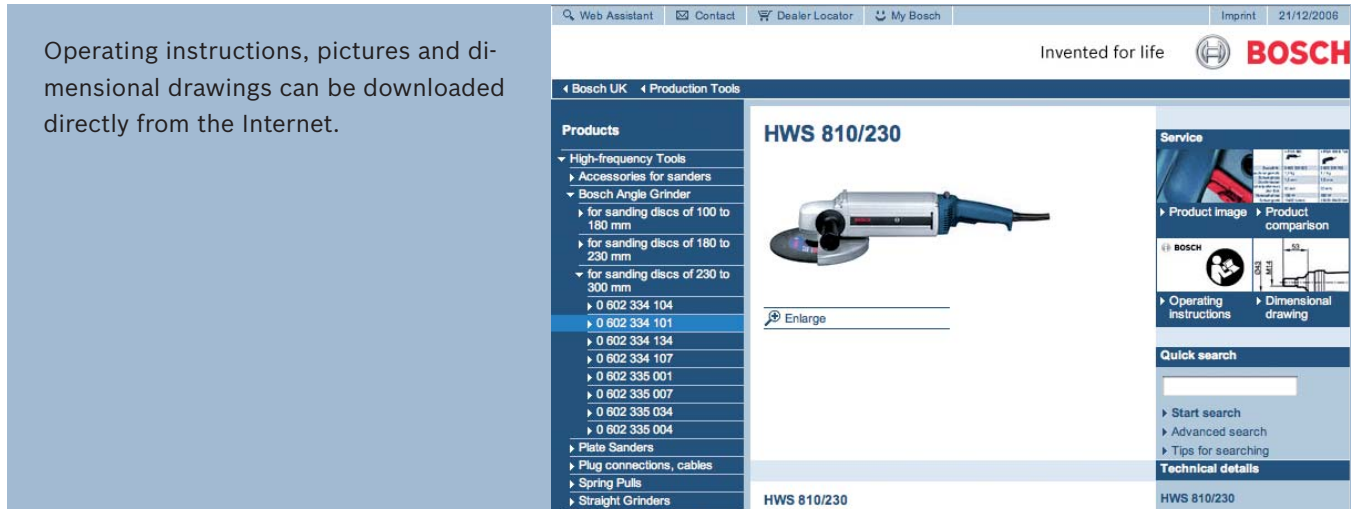 Operating instructions, pictures and di-
mensional drawings can be downloaded
directly from the Internet.
Web Assistant
Contact
Dealer Locator
My Bosch
Imprint
21/12/2006
Invented for life
BOSCH
Bosch UK
Production Tools
Products
High-frequency Tools
Accessories for sanders
Bosch Angle Grinder
for sanding discs of 100 to
180 mm
for sanding discs of 180 to
230 mm
for sanding discs of 230 to
300 mm
0 602 334 104
0 602 334 101
0 602 334 134
0 602 334 107
0 602 335 001
0 602 335 007
0 602 335 034
0 602 335 004
Plate Sanders
Plug connections, cables
Spring Pulls
Straight Grinders
HWS 810/230
Enlarge
HWS 810/230
Service
Product image
Product
comparison
BOSCH
53
Ø43
M14
Operating
instructions
Dimensional
drawing
Quick search
Start search
Advanced search
Tips for searching
Technical details
HWS 810/230